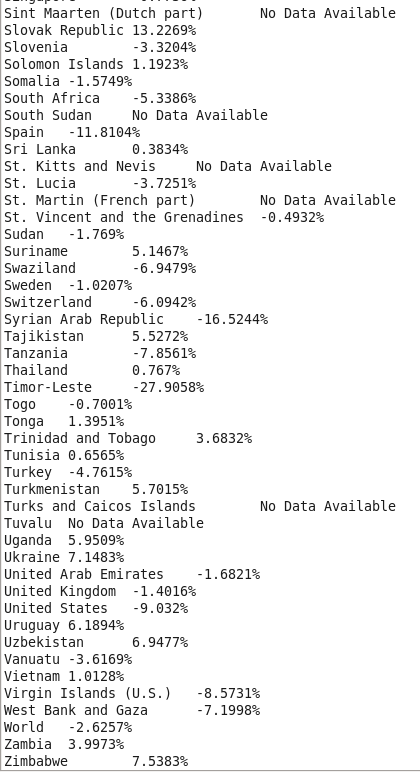 Sint Maarten (Dutch part) No Data Available
Slovak Republic 13.2269%
Slovenia -3.3204%
Solomon Islands 1.1923%
Somalia -1.5749%
South Africa -5.3386%
South Sudan No Data Available
Spain -11.8104%
Sri Lanka 0.3834%
St. Kitts and Nevis No Data Available
St. Lucia -3.7251%
St. Martin (French part) No Data Available
St. Vincent and the Grenadines -0.4932%
Sudan -1.769%
Suriname 5.1467%
Swaziland -6.9479%
Sweden -1.0207%
Switzerland -6.0942%
Syrian Arab Republic -16.5244%
Tajikistan 5.5272%
Tanzania -7.8561%
Thailand 0.767%
Timor-Leste -27.9058%
Togo -0.7001%
Tonga 1.3951%
Trinidad and Tobago 3.6832%
Tunisia 0.6565%
Turkey -4.7615%
Turkmenistan 5.7015%
Turks and Caicos Islands No Data Available
Tuvalu No Data Available
Uganda 5.9509%
Ukraine 7.1483%
United Arab Emirates -1.6821%
United Kingdom -1.4016%
United States -9.032%
Uruguay 6.1894%
Uzbekistan 6.9477%
Vanuatu -3.6169%
Vietnam 1.0128%
Virgin Islands (U.S.) -8.5731%
West Bank and Gaza -7.1998%
World -2.6257%
Zambia 3.9973%
Zimbabwe 7.5383%